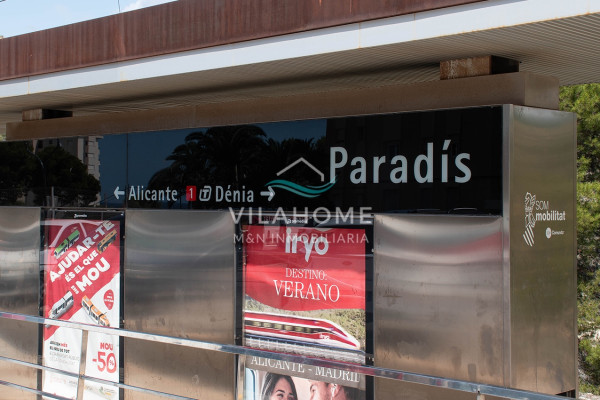 Paradís
← Alicante 1 Dénia →
VILAHOME
M&N INMOBILIARIA
SOM
mobilitat
AJUDAR-TE
ÉS EL QUE
MOU
-50
iryo
DESTINO:
VERANO
ALICANTE - MADRID